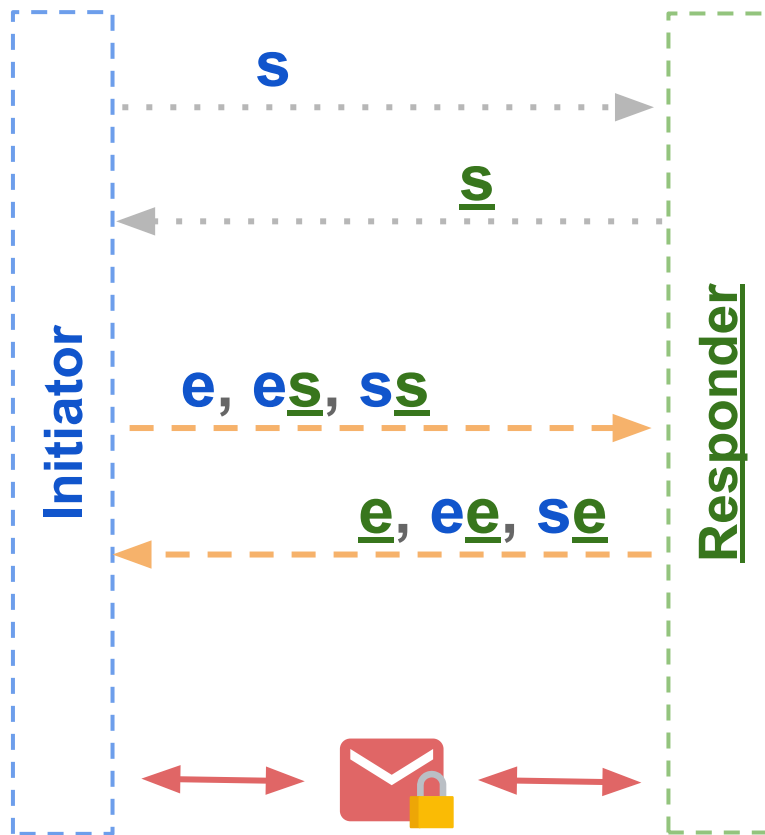 s
s
Initiator
e, es, ss
Responder
e, ee, se